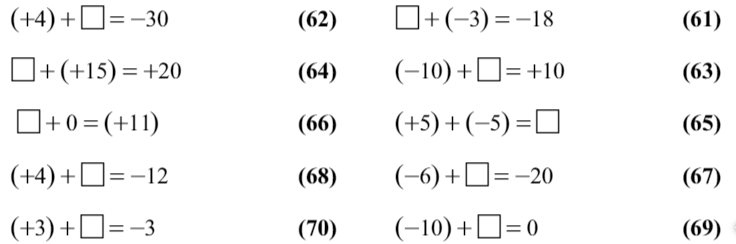 (+4) + □ = −30 (62) □ + (−3) = −18 (61)
□ + (+15) = +20 (64) (−10) + □ = +10 (63)
□ + 0 = (+11) (66) (+5) + (−5) = □ (65)
(+4) + □ = −12 (68) (−6) + □ = −20 (67)
(+3) + □ = −3 (70) (−10) + □ = 0 (69)